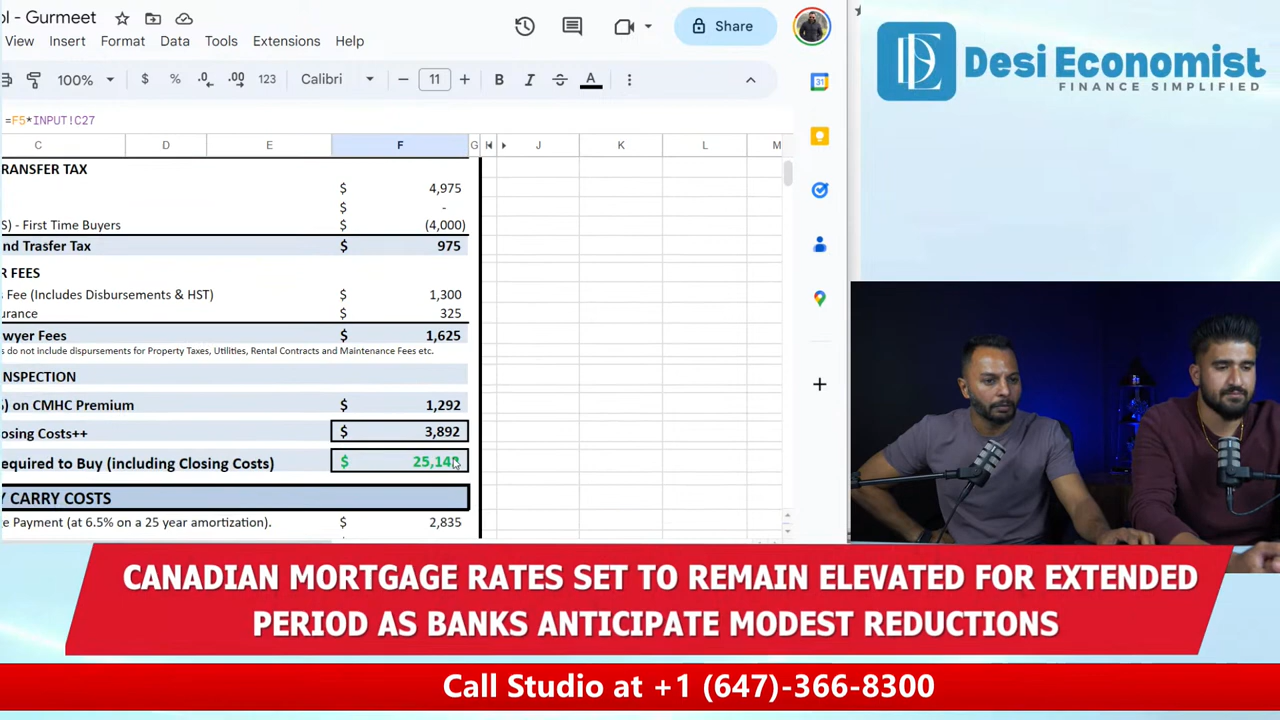 ol - Gurmeet
Share
View Insert Format Data Tools Extensions Help
100% $ % .0 .00 123 Calibri − 11 + B I A
=F5*INPUT!C27
C D E F G J K L M
RANSFER TAX
$ 4,975
$ -
S) - First Time Buyers $ (4,000)
nd Trasfer Tax $ 975
R FEES
Fee (Includes Disbursements & HST) $ 1,300
urance $ 325
wyer Fees $ 1,625
s do not include dispursements for Property Taxes, Utilities, Rental Contracts and Maintenance Fees etc.
NSPECTION
) on CMHC Premium $ 1,292
osing Costs++ $ 3,892
equired to Buy (including Closing Costs) $
Y CARRY COSTS
e Payment (at 6.5% on a 25 year amortization). $ 2,835
31
DE
Desi Economist
FINANCE SIMPLIFIED
CANADIAN MORTGAGE RATES SET TO REMAIN ELEVATED FOR EXTENDED
PERIOD AS BANKS ANTICIPATE MODEST REDUCTIONS
Call Studio at +1 (647)-366-8300